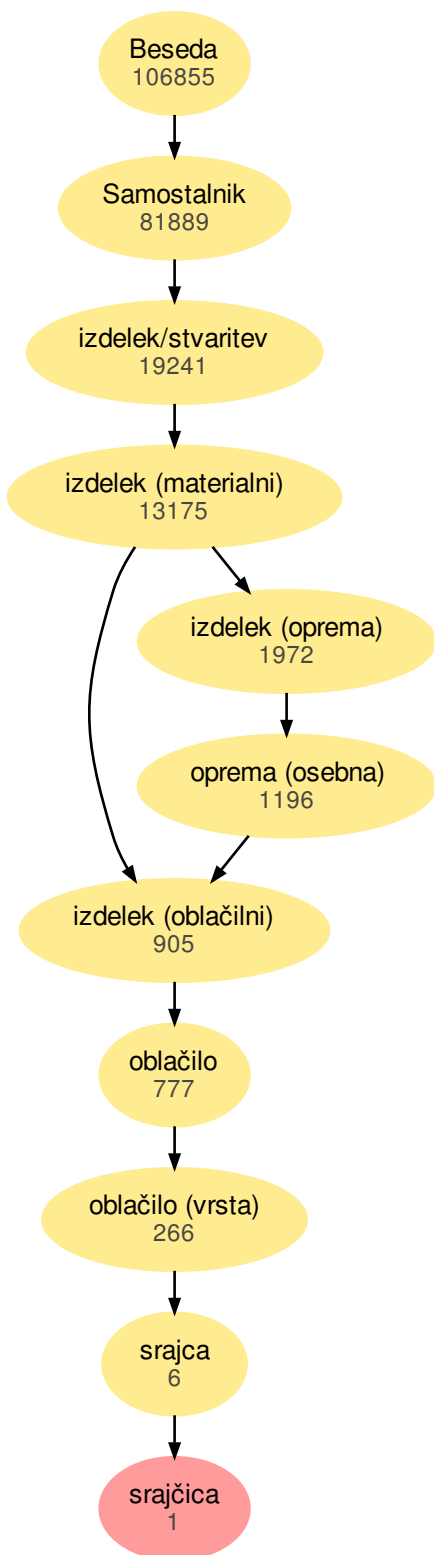 Beseda
106855
Samostalnik
81889
izdelek/stvaritev
19241
izdelek (materialni)
13175
izdelek (oprema)
1972
oprema (osebna)
1196
izdelek (oblačilni)
905
oblačilo
777
oblačilo (vrsta)
266
srajca
6
srajčica
1